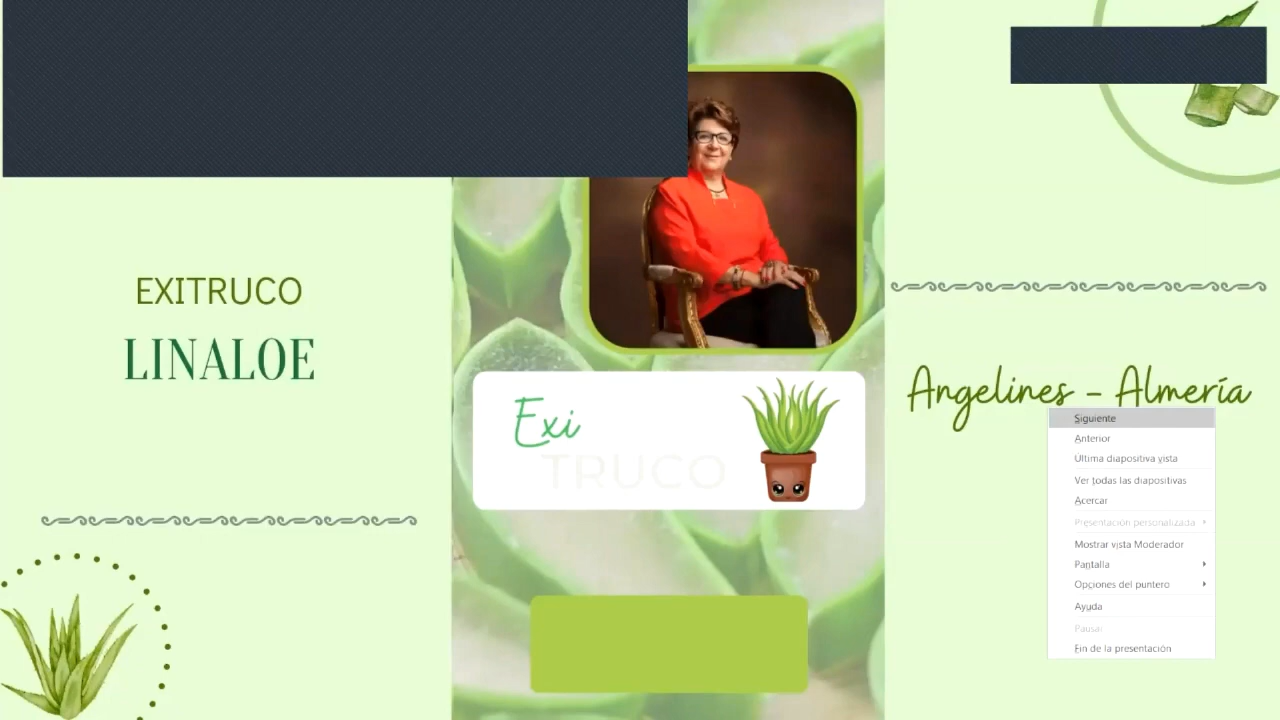 EXITRUCO
LINALOE
Exi
TRUCO
Angelines - Almería
Siguiente
Anterior
Última diapositiva vista
Ver todas las diapositivas
Acercar
Presentación personalizada
Mostrar vista Moderador
Pantalla
Opciones del puntero
Ayuda
Pausar
Fin de la presentación